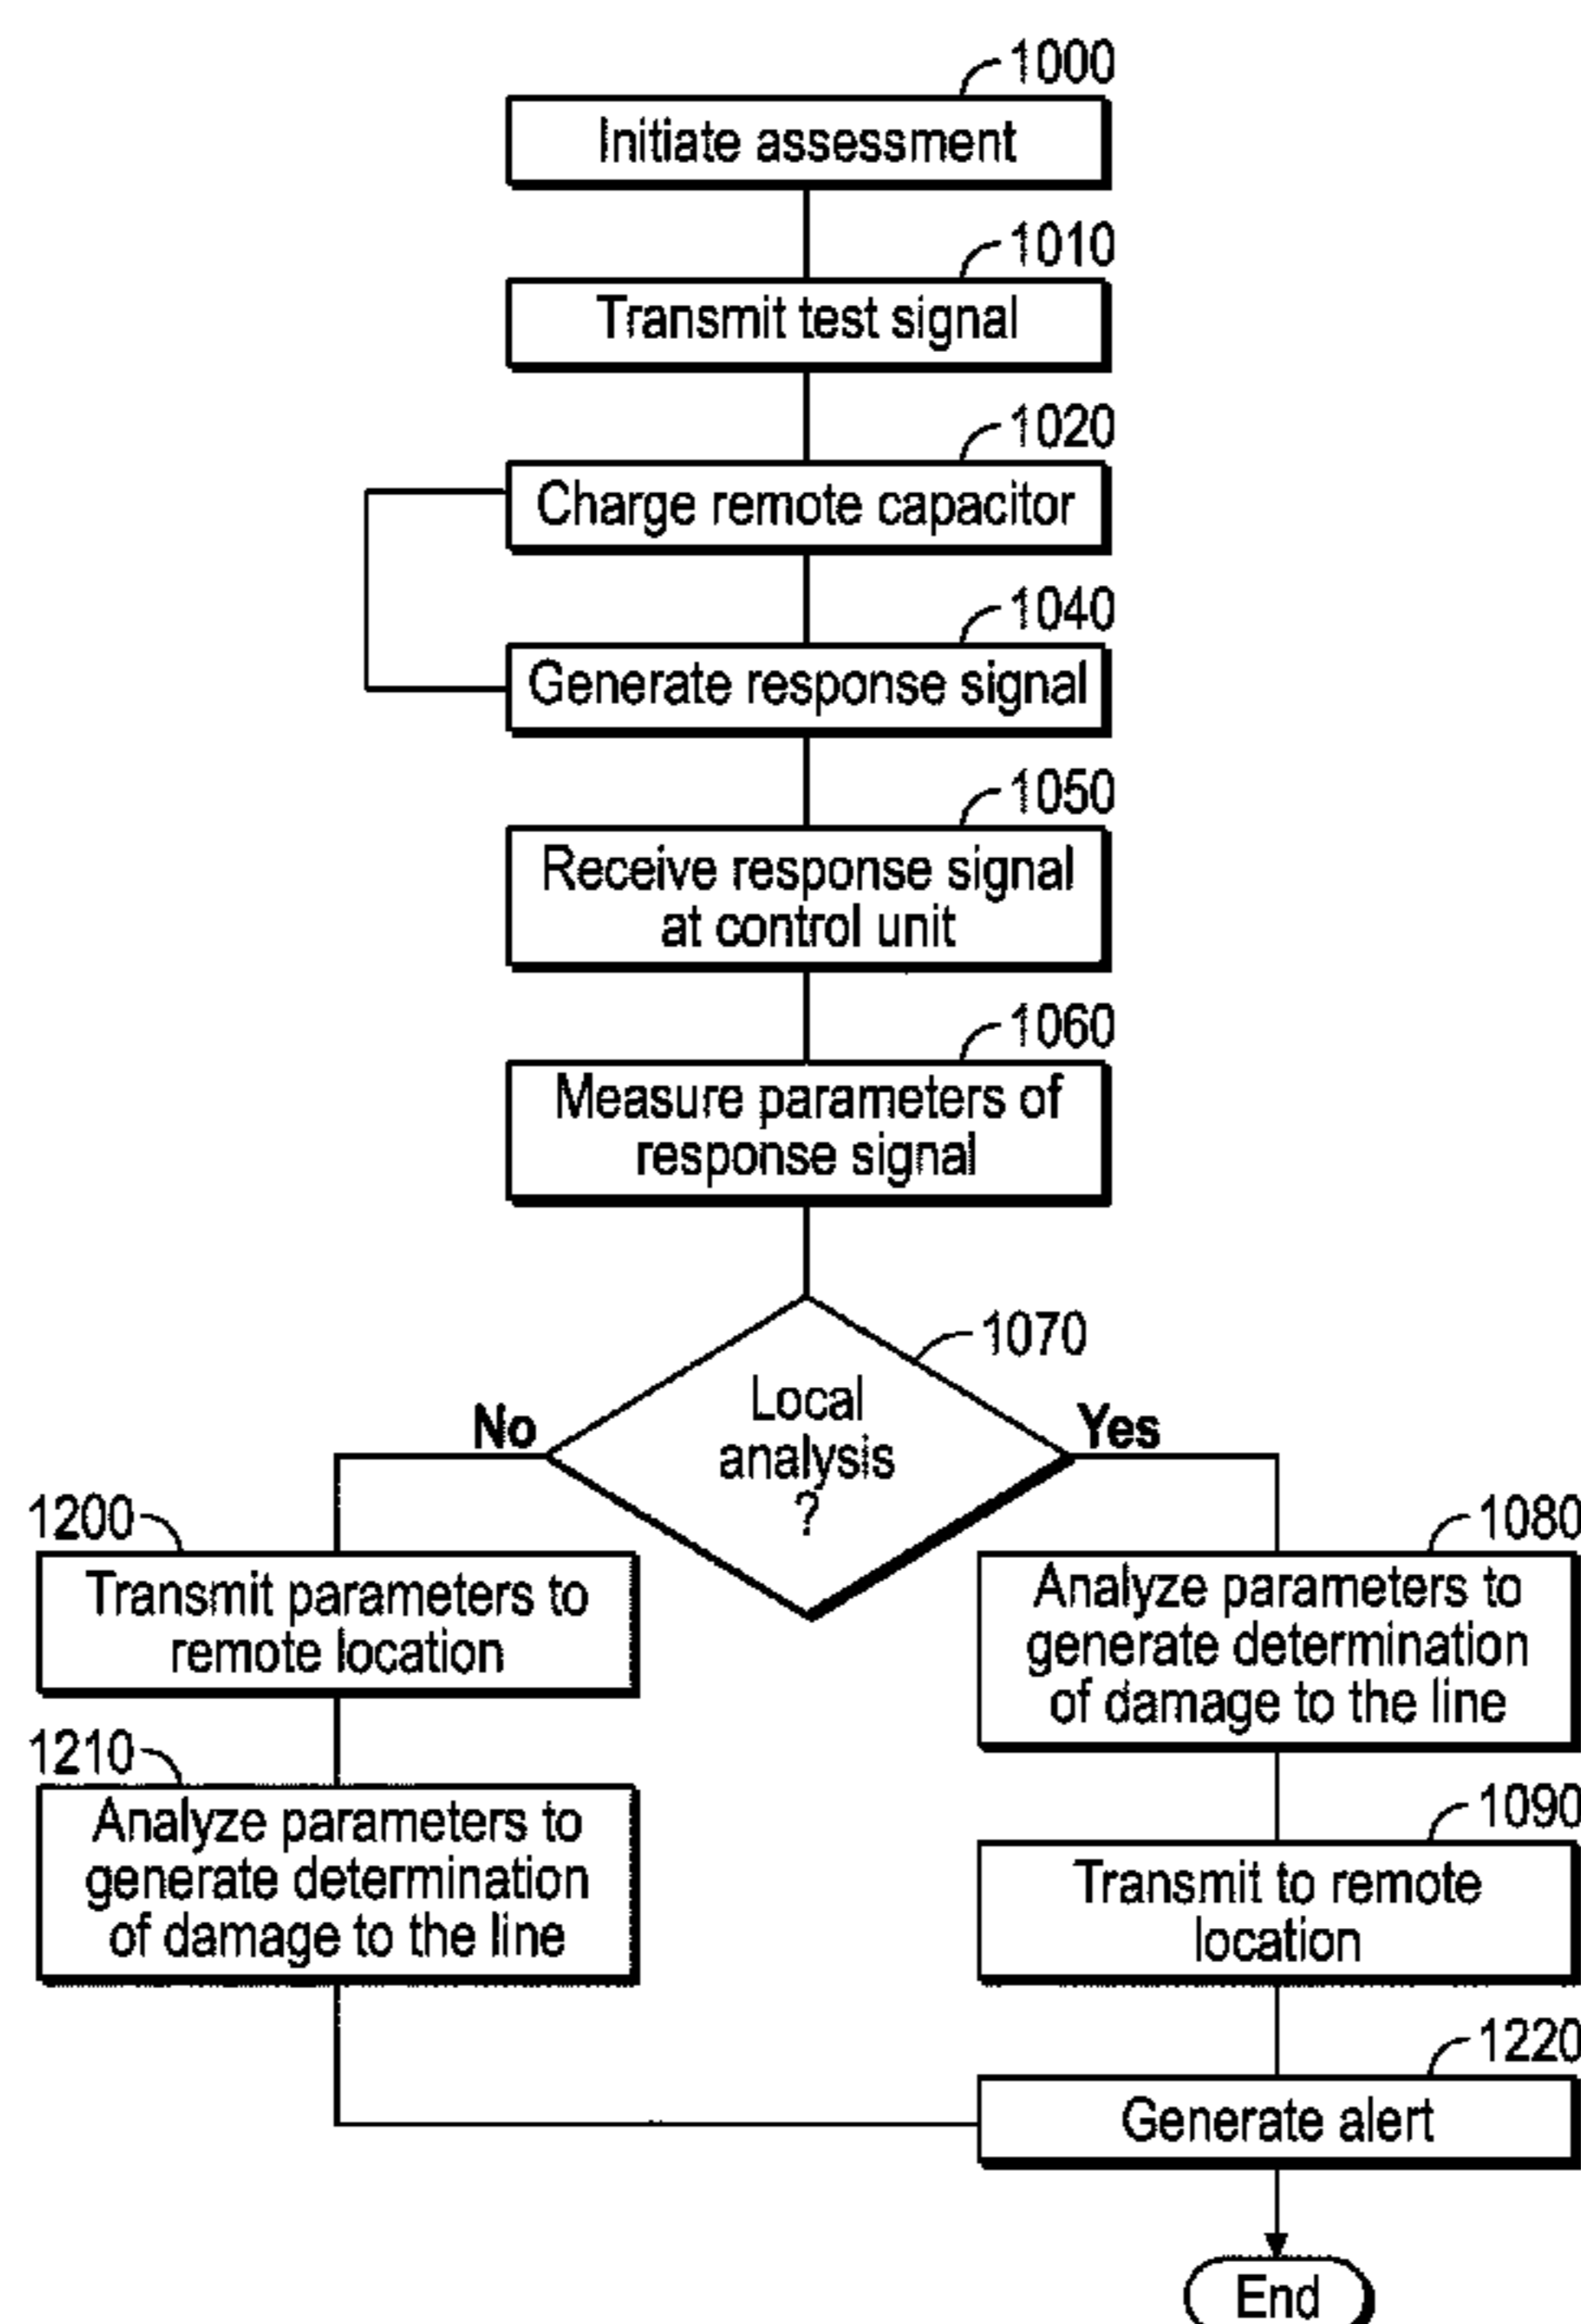 1000
Initiate assessment
1010
Transmit test signal
1020
Charge remote capacitor
1040
Generate response signal
1050
Receive response signal
at control unit
1060
Measure parameters of
response signal
1070
Local
analysis
?
No
Yes
1200
Transmit parameters to
remote location
1210
Analyze parameters to
generate determination
of damage to the line
1080
Analyze parameters to
generate determination
of damage to the line
1090
Transmit to remote
location
1220
Generate alert
End